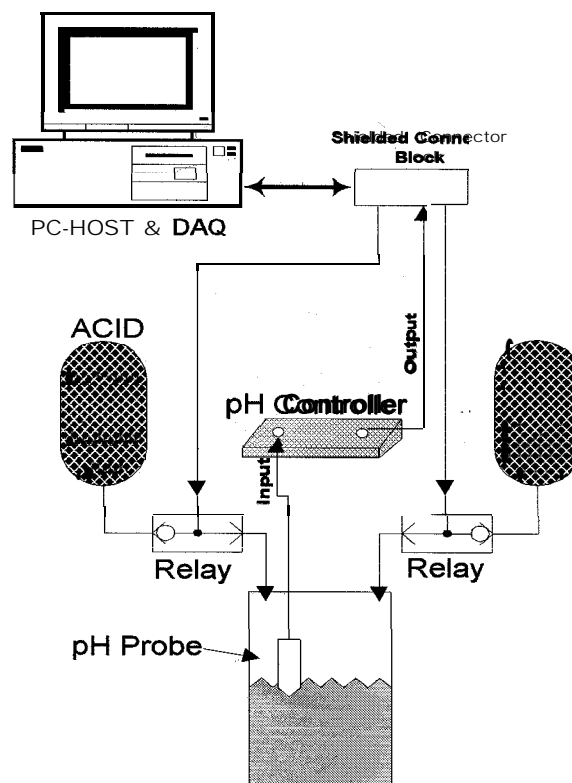 Shielded Connector
Block
PC-HOST & DAQ
ACID
Output
pH Controller
Input
Relay
Relay
pH Probe